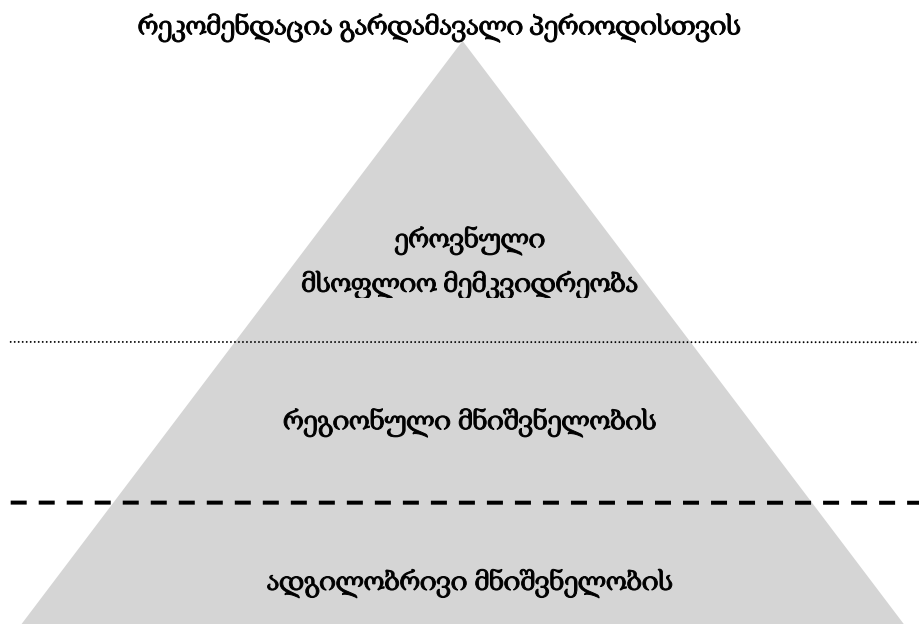 რეკომენდაცია გარდამავალი პერიოდისთვის
ეროვნული
მსოფლიო მემკვიდრეობა
რეგიონული მნიშვნელობის
ადგილობრივი მნიშვნელობის